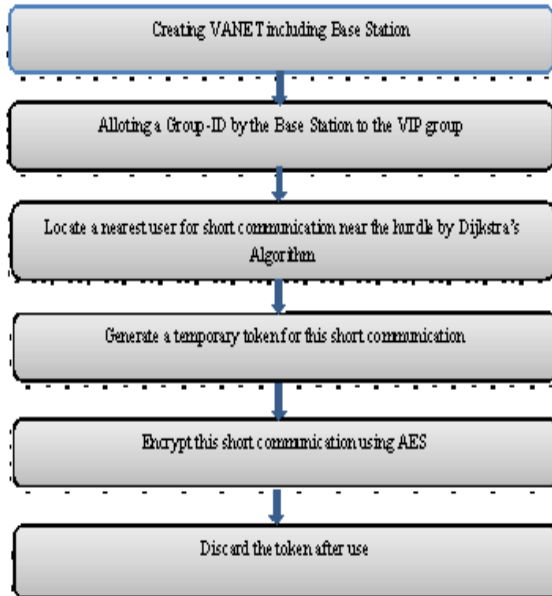 Creating VANET including Base Station
Alloting a Group-ID by the Base Station to the VIP group
Locate a nearest user for short communication near the hurdle by Dijkstra's
Algorithm
Generate a temporary token for this short communication
Encrypt this short communication using AES
Discard the token after use